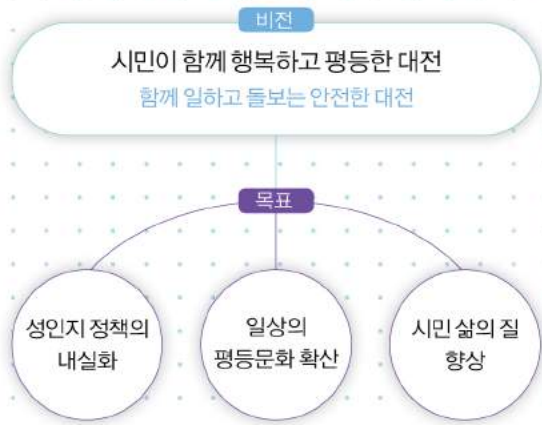 비전
시민이 함께 행복하고 평등한 대전
함께 일하고 돌보는 안전한 대전
목표
성인지 정책의
내실화
일상의
평등문화 확산
시민 삶의 질
향상